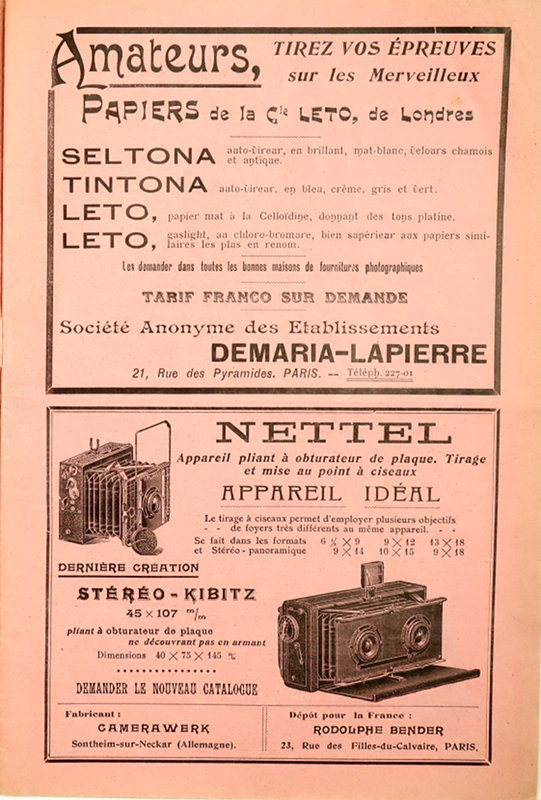 Amateurs, TIREZ VOS ÉPREUVES
sur les Merveilleux
PAPIERS de la Cie LETO, de Londres
SELTONA auto-vireur, en brillant, mat-blanc, velours chamois
et antique.
TINTONA auto-vireur, en bleu, crême, gris et vert.
LETO, papier mat à la Celloïdine, donnant des tons platine.
LETO, gaslight, au chloro-bromure, bien supérieur aux papiers simi-
laires les plus en renom.
Les demander dans toutes les bonnes maisons de fournitures photographiques
TARIF FRANCO SUR DEMANDE
Société Anonyme des Etablissements
DEMARIA-LAPIERRE
21, Rue des Pyramides. PARIS. -- Téléph. 227-01
NETTEL
Appareil pliant à obturateur de plaque. Tirage
et mise au point à ciseaux
APPAREIL IDÉAL
Le tirage à ciseaux permet d'employer plusieurs objectifs
- - de foyers très différents au même appareil. - -
Se fait dans les formats 6 ½ × 9 9 × 12 13 × 18
et Stéréo-panoramique 9 × 14 10 × 15 9 × 18
DERNIÈRE CRÉATION
STÉRÉO-KIBITZ
45 × 107 m/m
pliant à obturateur de plaque
ne découvrant pas en armant
Dimensions 40 × 75 × 145 m/m
DEMANDER LE NOUVEAU CATALOGUE
Fabricant :
CAMERAWERK
Sontheim-sur-Neckar (Allemagne).
Dépôt pour la France :
RODOLPHE BENDER
23, Rue des Filles-du-Calvaire, PARIS.